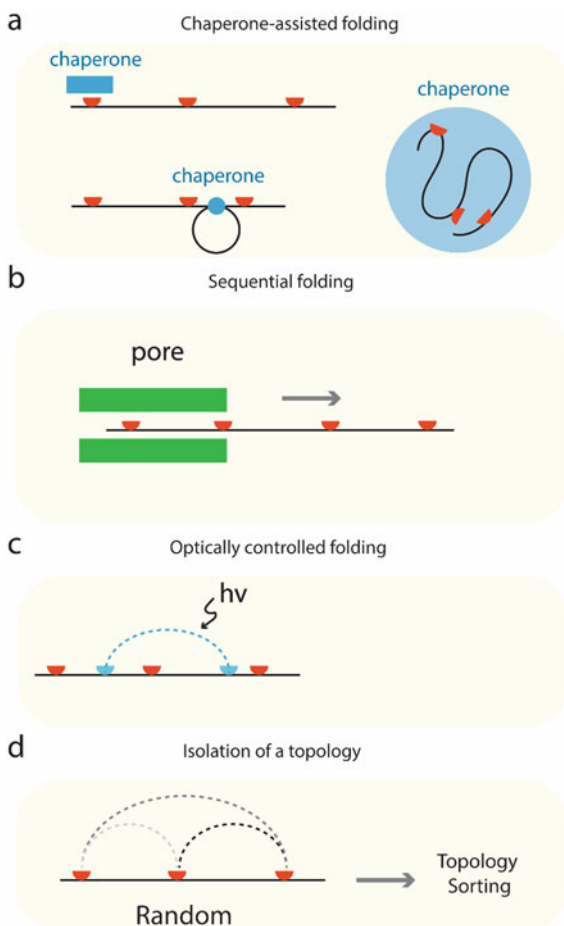 a
Chaperone-assisted folding
chaperone
chaperone
chaperone
b
Sequential folding
pore
c
Optically controlled folding
hv
d
Isolation of a topology
Random
Topology
Sorting